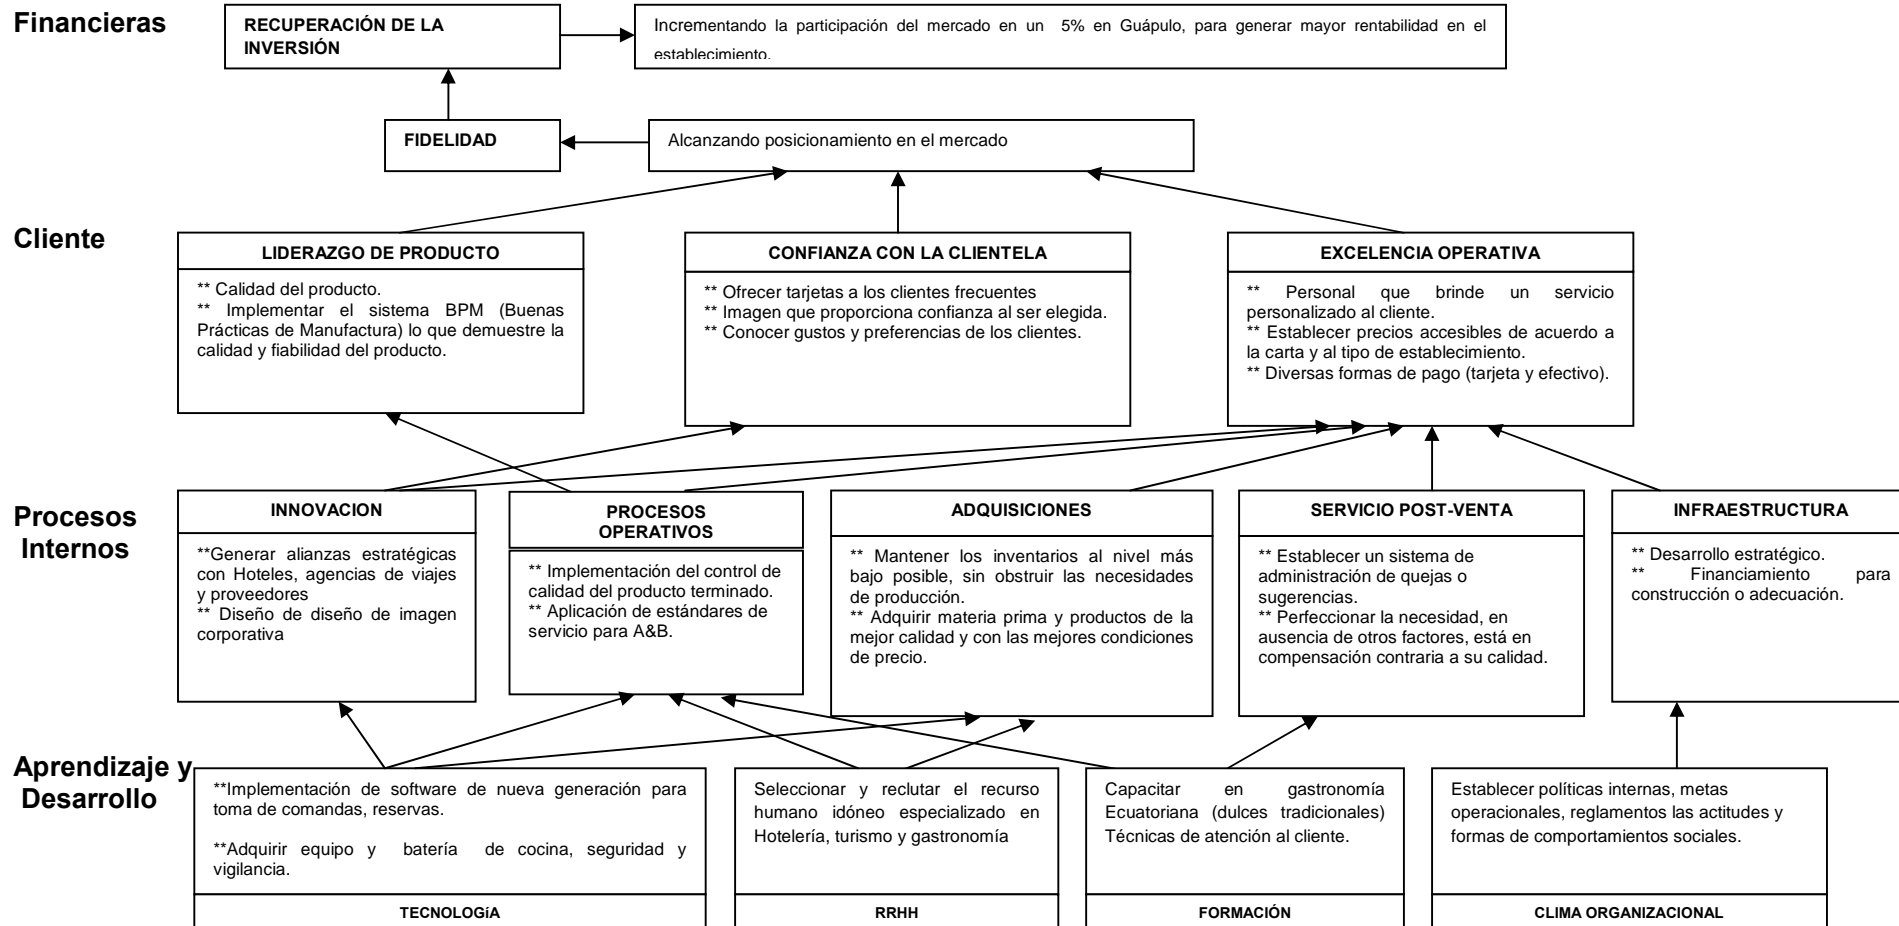 Financieras
RECUPERACIÓN DE LA
INVERSIÓN
Incrementando la participación del mercado en un 5% en Guápulo, para generar mayor rentabilidad en el
establecimiento.
FIDELIDAD
Alcanzando posicionamiento en el mercado
Cliente
LIDERAZGO DE PRODUCTO
** Calidad del producto.
** Implementar el sistema BPM (Buenas
Prácticas de Manufactura) lo que demuestre la
calidad y fiabilidad del producto.
CONFIANZA CON LA CLIENTELA
** Ofrecer tarjetas a los clientes frecuentes
** Imagen que proporciona confianza al ser elegida.
** Conocer gustos y preferencias de los clientes.
EXCELENCIA OPERATIVA
** Personal que brinde un servicio
personalizado al cliente.
** Establecer precios accesibles de acuerdo a
la carta y al tipo de establecimiento.
** Diversas formas de pago (tarjeta y efectivo).
Procesos
Internos
INNOVACION
**Generar alianzas estratégicas
con Hoteles, agencias de viajes
y proveedores
** Diseño de diseño de imagen
corporativa
PROCESOS
OPERATIVOS
** Implementación del control de
calidad del producto terminado.
** Aplicación de estándares de
servicio para A&B.
ADQUISICIONES
** Mantener los inventarios al nivel más
bajo posible, sin obstruir las necesidades
de producción.
** Adquirir materia prima y productos de la
mejor calidad y con las mejores condiciones
de precio.
SERVICIO POST-VENTA
** Establecer un sistema de
administración de quejas o
sugerencias.
** Perfeccionar la necesidad, en
ausencia de otros factores, está en
compensación contraria a su calidad.
INFRAESTRUCTURA
** Desarrollo estratégico.
** Financiamiento para
construcción o adecuación.
Aprendizaje y
Desarrollo
**Implementación de software de nueva generación para
toma de comandas, reservas.
**Adquirir equipo y batería de cocina, seguridad y
vigilancia.
TECNOLOGíA
Seleccionar y reclutar el recurso
humano idóneo especializado en
Hotelería, turismo y gastronomía
RRHH
Capacitar en gastronomía
Ecuatoriana (dulces tradicionales)
Técnicas de atención al cliente.
FORMACIÓN
Establecer políticas internas, metas
operacionales, reglamentos las actitudes y
formas de comportamientos sociales.
CLIMA ORGANIZACIONAL